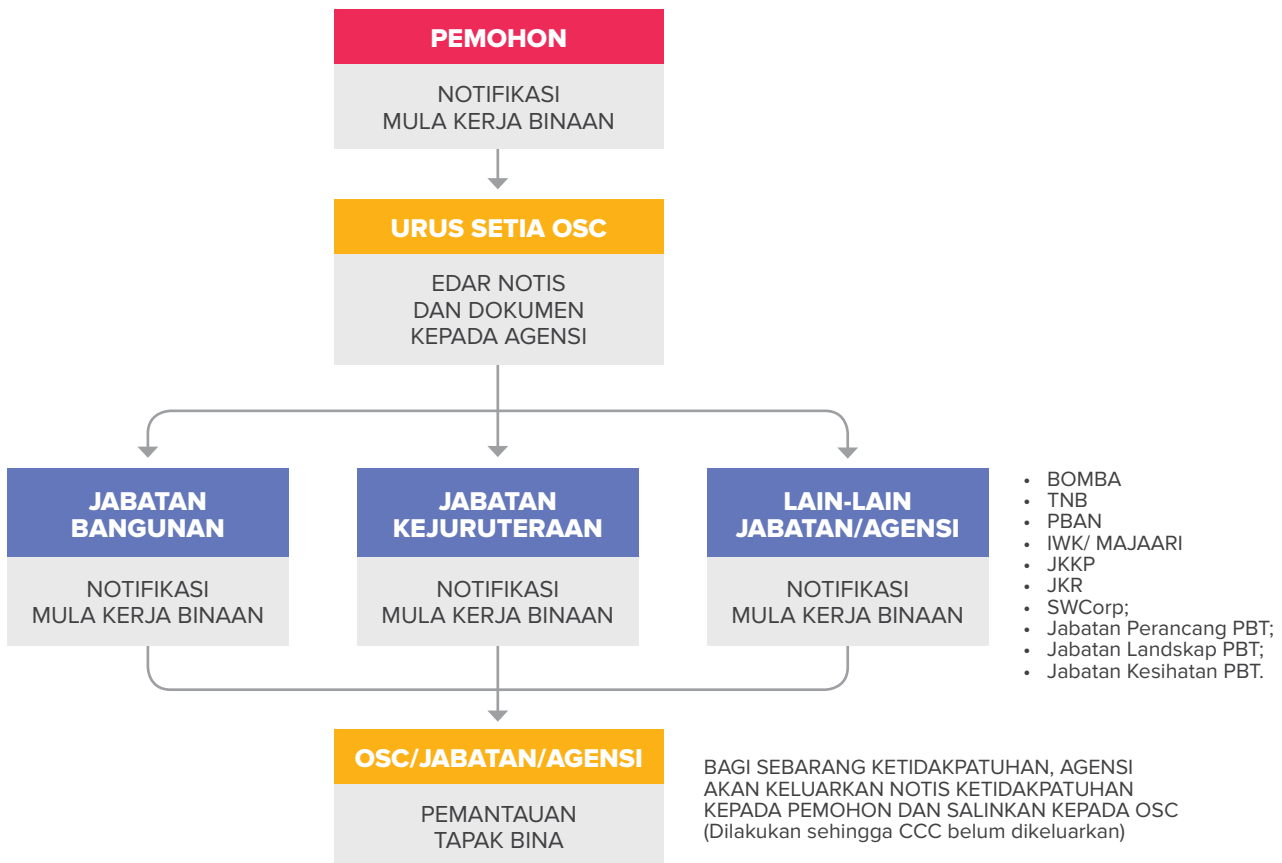 PEMOHON
NOTIFIKASI
MULA KERJA BINAAN
URUS SETIA OSC
EDAR NOTIS
DAN DOKUMEN
KEPADA AGENSI
JABATAN
BANGUNAN
NOTIFIKASI
MULA KERJA BINAAN
JABATAN
KEJURUTERAAN
NOTIFIKASI
MULA KERJA BINAAN
LAIN-LAIN
JABATAN/AGENSI
NOTIFIKASI
MULA KERJA BINAAN
• BOMBA
• TNB
• PBAN
• IWK/ MAJAARI
• JKKP
• JKR
• SWCorp;
• Jabatan Perancang PBT;
• Jabatan Landskap PBT;
• Jabatan Kesihatan PBT.
OSC/JABATAN/AGENSI
PEMANTAUAN
TAPAK BINA
BAGI SEBARANG KETIDAKPATUHAN, AGENSI
AKAN KELUARKAN NOTIS KETIDAKPATUHAN
KEPADA PEMOHON DAN SALINKAN KEPADA OSC
(Dilakukan sehingga CCC belum dikeluarkan)